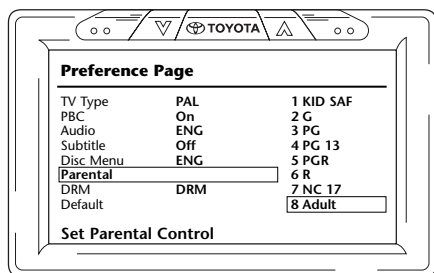 TOYOTA
Preference Page
TV Type PAL 1 KID SAF
PBC On 2 G
Audio ENG 3 PG
Subtitle Off 4 PG 13
Disc Menu ENG 5 PGR
Parental 6 R
DRM DRM 7 NC 17
Default 8 Adult
Set Parental Control